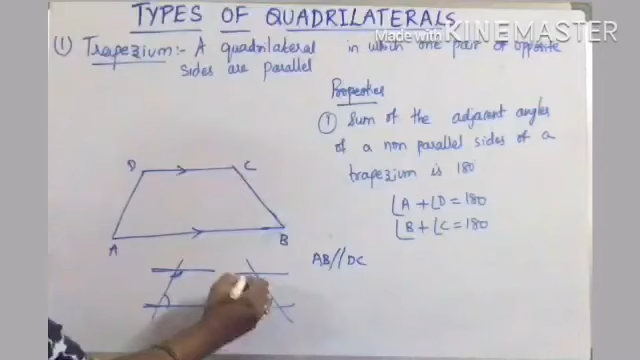 TYPES OF QUADRILATERALS
Made with KINEMASTER
① Trapezium:- A quadrilateral in which one pair of opposite
sides are parallel
Properties
① Sum of the adjacent angles
of a non parallel sides of a
trapezium is 180
∠A + ∠D = 180
∠B + ∠C = 180
D C
A B
AB//DC